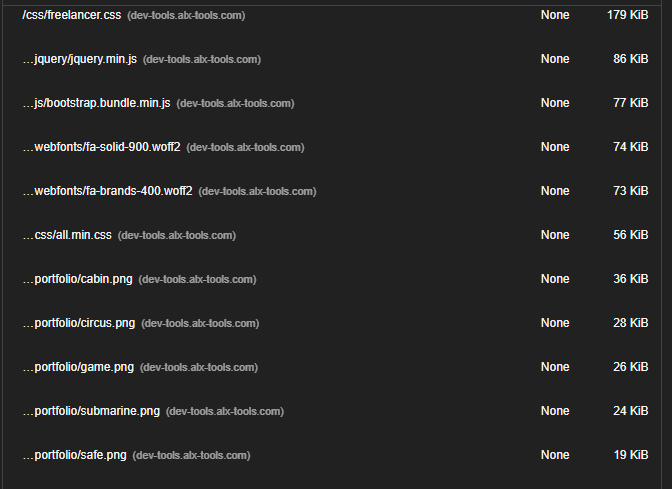 /css/freelancer.css (dev-tools.alx-tools.com) None 179 KiB
…jquery/jquery.min.js (dev-tools.alx-tools.com) None 86 KiB
…js/bootstrap.bundle.min.js (dev-tools.alx-tools.com) None 77 KiB
…webfonts/fa-solid-900.woff2 (dev-tools.alx-tools.com) None 74 KiB
…webfonts/fa-brands-400.woff2 (dev-tools.alx-tools.com) None 73 KiB
…css/all.min.css (dev-tools.alx-tools.com) None 56 KiB
…portfolio/cabin.png (dev-tools.alx-tools.com) None 36 KiB
…portfolio/circus.png (dev-tools.alx-tools.com) None 28 KiB
…portfolio/game.png (dev-tools.alx-tools.com) None 26 KiB
…portfolio/submarine.png (dev-tools.alx-tools.com) None 24 KiB
…portfolio/safe.png (dev-tools.alx-tools.com) None 19 KiB